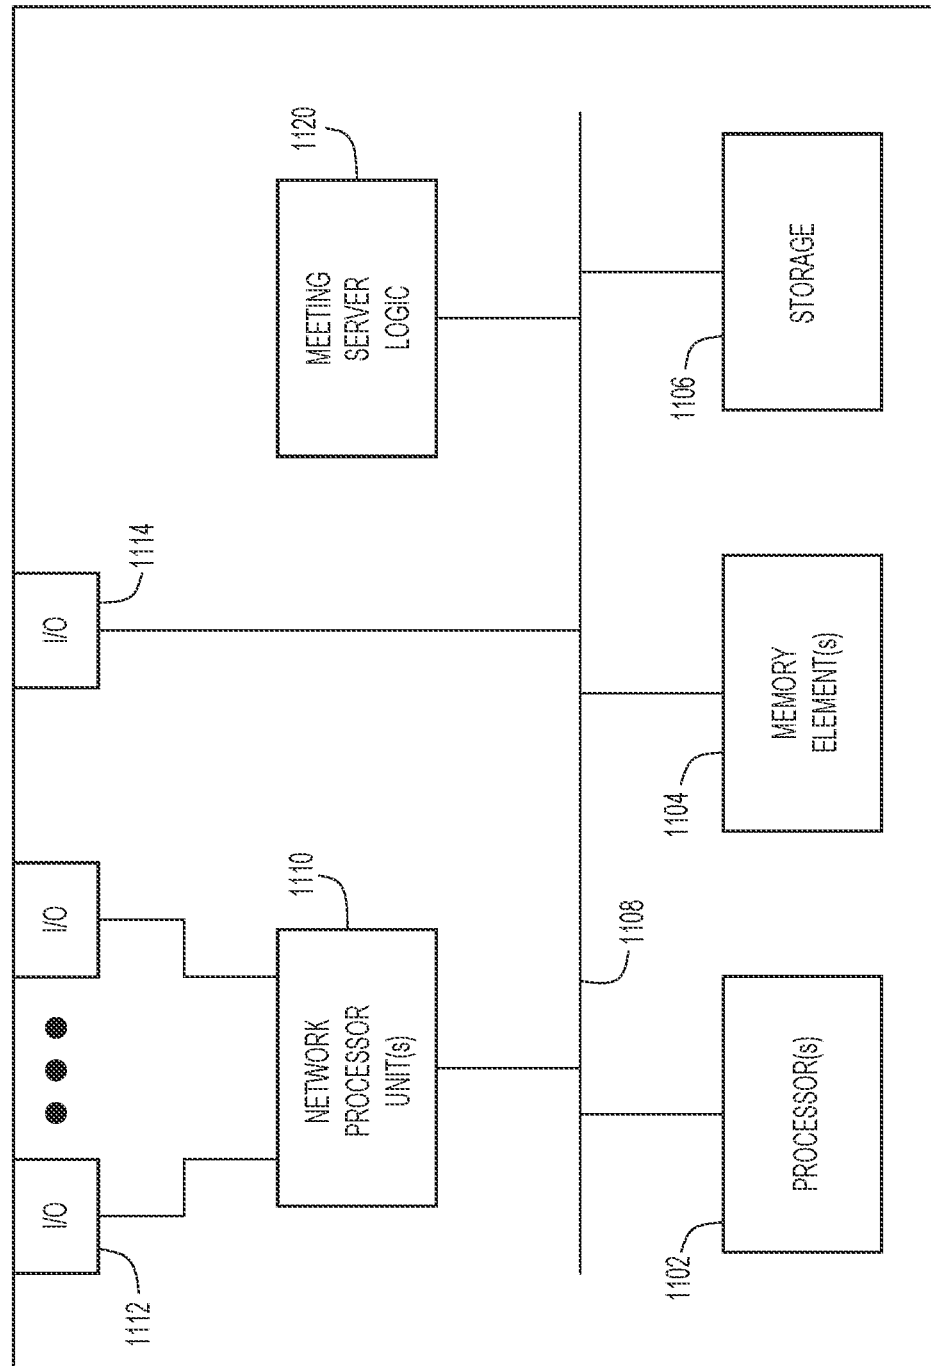 I/O
I/O
I/O
1112
1114
1110
1120
NETWORK
PROCESSOR
UNIT(s)
MEETING
SERVER
LOGIC
1108
1102
1104
1106
PROCESSOR(s)
MEMORY
ELEMENT(s)
STORAGE